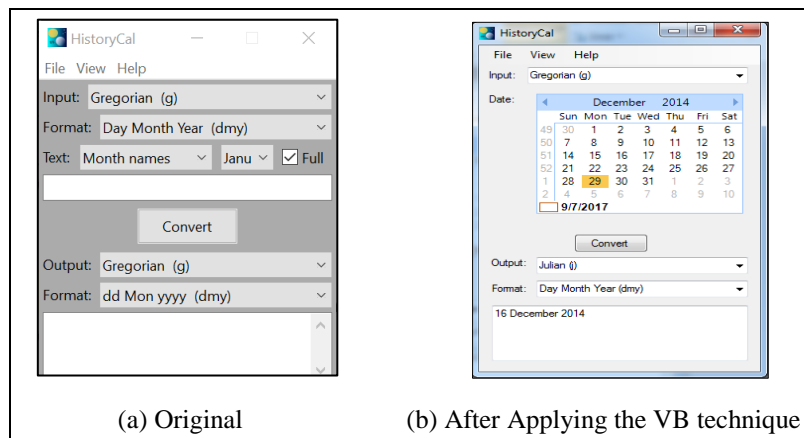 HistoryCal
File View Help
Input: Gregorian (g)
Format: Day Month Year (dmy)
Text: Month names Janu Full
Convert
Output: Gregorian (g)
Format: dd Mon yyyy (dmy)
(a) Original
HistoryCal
File View Help
Input: Gregorian (g)
Date: December 2014
Sun Mon Tue Wed Thu Fri Sat
49 30 1 2 3 4 5 6
50 7 8 9 10 11 12 13
51 14 15 16 17 18 19 20
52 21 22 23 24 25 26 27
1 28 29 30 31 1 2 3
2 4 5 6 7 8 9 10
9/7/2017
Convert
Output: Julian (j)
Format: Day Month Year (dmy)
16 December 2014
(b) After Applying the VB technique